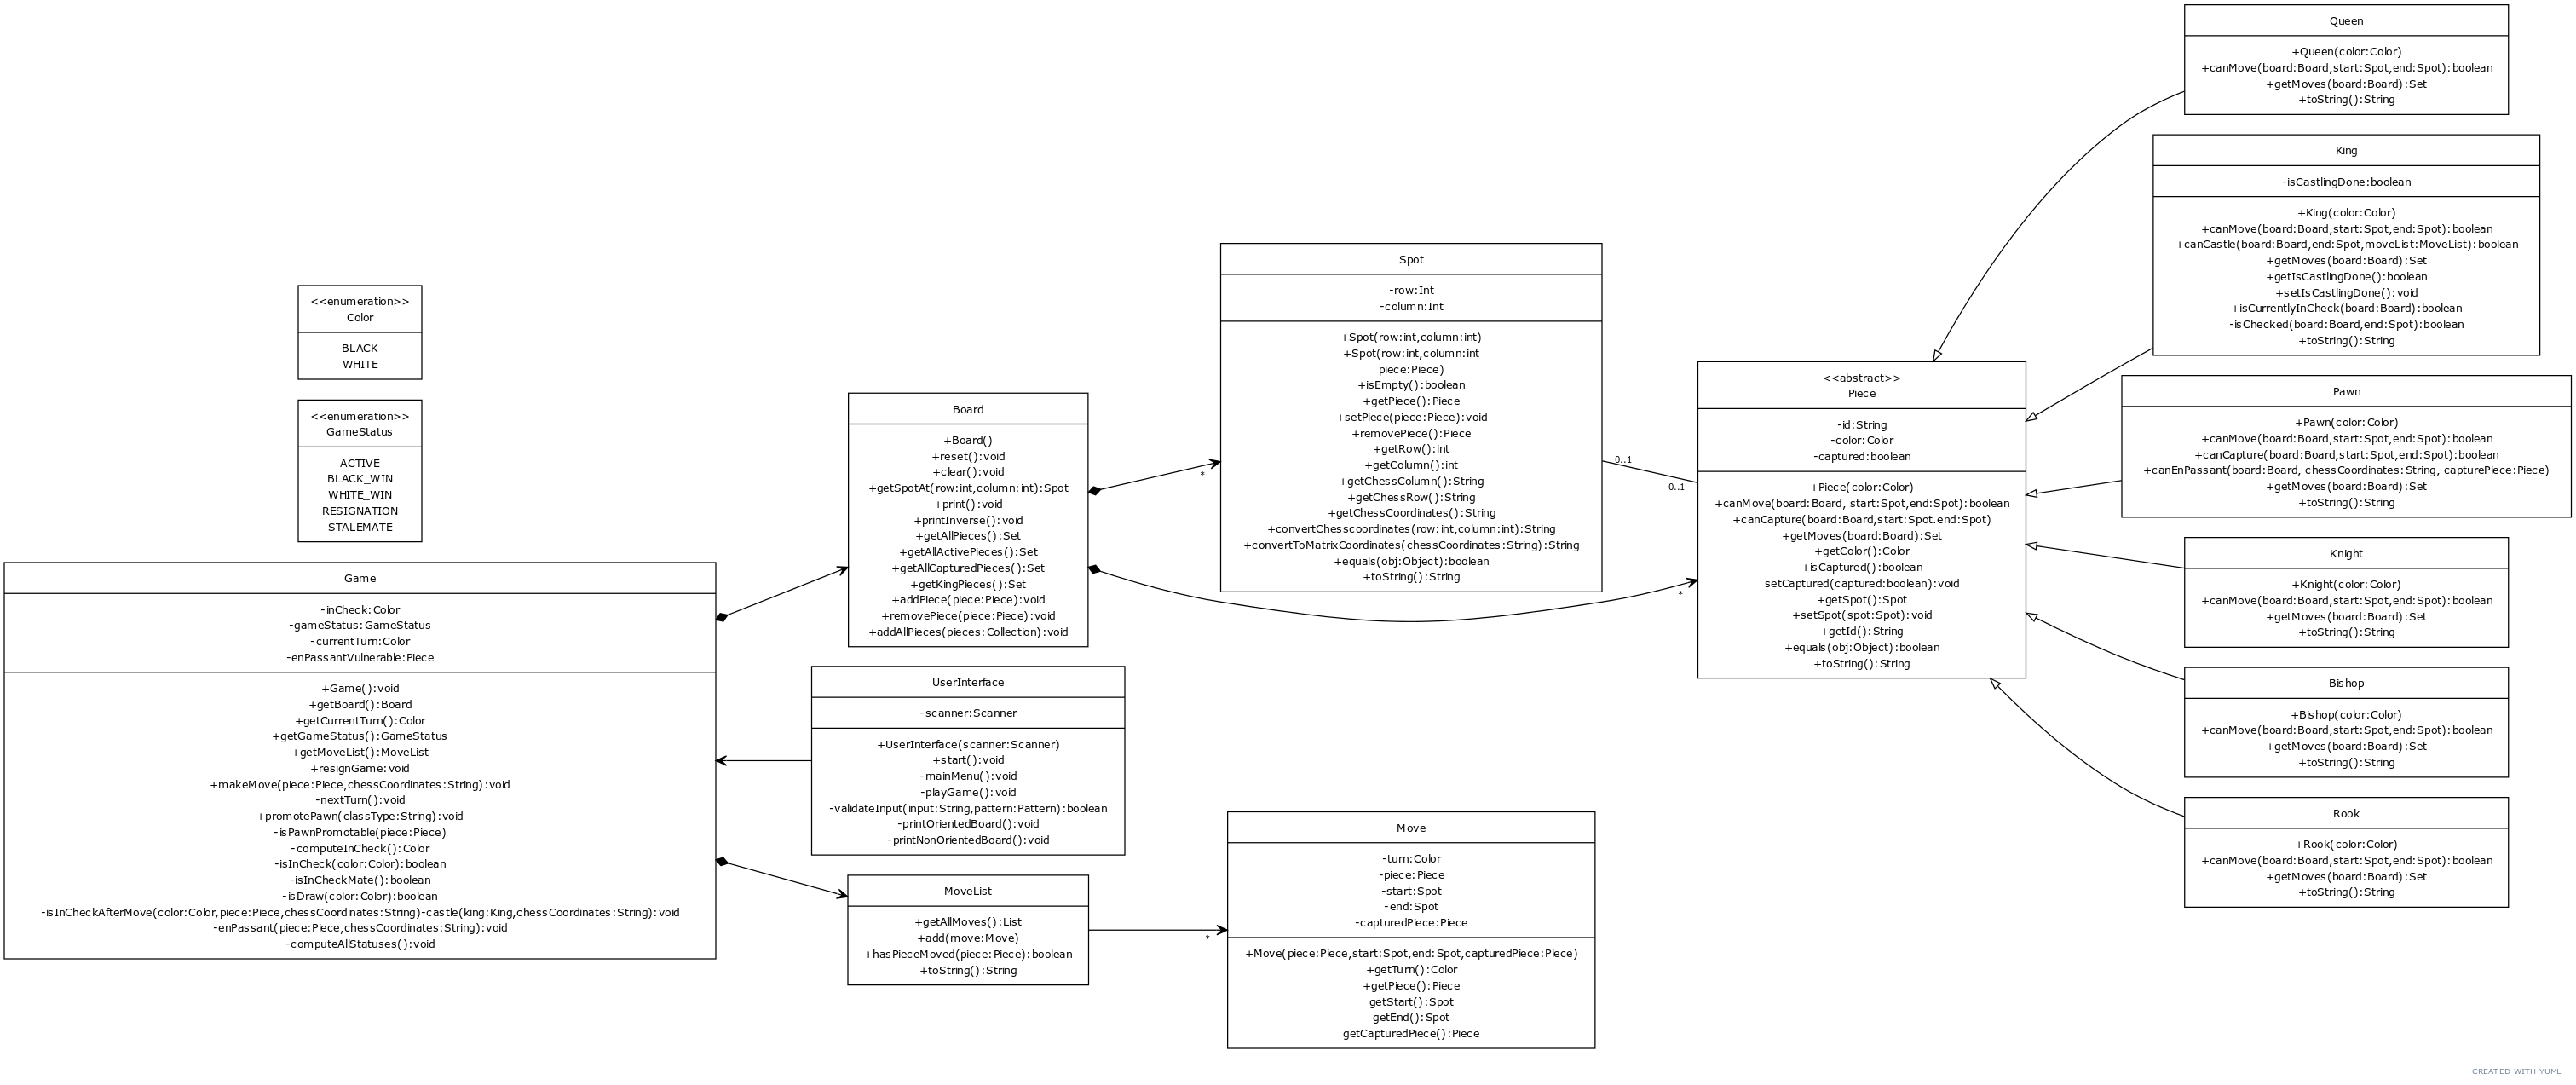 <<enumeration>>
Color
BLACK
WHITE
<<enumeration>>
GameStatus
ACTIVE
BLACK_WIN
WHITE_WIN
RESIGNATION
STALEMATE
Game
-inCheck:Color
-gameStatus:GameStatus
-currentTurn:Color
-enPassantVulnerable:Piece
+Game():void
+getBoard():Board
+getCurrentTurn():Color
+getGameStatus():GameStatus
+getMoveList():MoveList
+resignGame:void
+makeMove(piece:Piece,chessCoordinates:String):void
-nextTurn():void
+promotePawn(classType:String):void
-isPawnPromotable(piece:Piece)
-computeInCheck():Color
-isInCheck(color:Color):boolean
-isInCheckMate():boolean
-isDraw(color:Color):boolean
-isInCheckAfterMove(color:Color,piece:Piece,chessCoordinates:String)-castle(king:King,chessCoordinates:String):void
-enPassant(piece:Piece,chessCoordinates:String):void
-computeAllStatuses():void
Board
+Board()
+reset():void
+clear():void
+getSpotAt(row:int,column:int):Spot
+print():void
+printInverse():void
+getAllPieces():Set
+getAllActivePieces():Set
+getAllCapturedPieces():Set
+getKingPieces():Set
+addPiece(piece:Piece):void
+removePiece(piece:Piece):void
+addAllPieces(pieces:Collection):void
UserInterface
-scanner:Scanner
+UserInterface(scanner:Scanner)
+start():void
-mainMenu():void
-playGame():void
-validateInput(input:String,pattern:Pattern):boolean
-printOrientedBoard():void
-printNonOrientedBoard():void
MoveList
+getAllMoves():List
+add(move:Move)
+hasPieceMoved(piece:Piece):boolean
+toString():String
*
*
*
Spot
-row:Int
-column:Int
+Spot(row:int,column:int)
+Spot(row:int,column:int
piece:Piece)
+isEmpty():boolean
+getPiece():Piece
+setPiece(piece:Piece):void
+removePiece():Piece
+getRow():int
+getColumn():int
+getChessColumn():String
+getChessRow():String
+getChessCoordinates():String
+convertChesscoordinates(row:int,column:int):String
+convertToMatrixCoordinates(chessCoordinates:String):String
+equals(obj:Object):boolean
+toString():String
Move
-turn:Color
-piece:Piece
-start:Spot
-end:Spot
-capturedPiece:Piece
+Move(piece:Piece,start:Spot,end:Spot,capturedPiece:Piece)
+getTurn():Color
+getPiece():Piece
getStart():Spot
getEnd():Spot
getCapturedPiece():Piece
0..1
0..1
<<abstract>>
Piece
-id:String
-color:Color
-captured:boolean
+Piece(color:Color)
+canMove(board:Board, start:Spot,end:Spot):boolean
+canCapture(board:Board,start:Spot.end:Spot)
+getMoves(board:Board):Set
+getColor():Color
+isCaptured():boolean
setCaptured(captured:boolean):void
+getSpot():Spot
+setSpot(spot:Spot):void
+getId():String
+equals(obj:Object):boolean
+toString():String
Queen
+Queen(color:Color)
+canMove(board:Board,start:Spot,end:Spot):boolean
+getMoves(board:Board):Set
+toString():String
King
-isCastlingDone:boolean
+King(color:Color)
+canMove(board:Board,start:Spot,end:Spot):boolean
+canCastle(board:Board,end:Spot,moveList:MoveList):boolean
+getMoves(board:Board):Set
+getIsCastlingDone():boolean
+setIsCastlingDone():void
+isCurrentlyInCheck(board:Board):boolean
-isChecked(board:Board,end:Spot):boolean
+toString():String
Pawn
+Pawn(color:Color)
+canMove(board:Board,start:Spot,end:Spot):boolean
+canCapture(board:Board,start:Spot,end:Spot):boolean
+canEnPassant(board:Board, chessCoordinates:String, capturePiece:Piece)
+getMoves(board:Board):Set
+toString():String
Knight
+Knight(color:Color)
+canMove(board:Board,start:Spot,end:Spot):boolean
+getMoves(board:Board):Set
+toString():String
Bishop
+Bishop(color:Color)
+canMove(board:Board,start:Spot,end:Spot):boolean
+getMoves(board:Board):Set
+toString():String
Rook
+Rook(color:Color)
+canMove(board:Board,start:Spot,end:Spot):boolean
+getMoves(board:Board):Set
+toString():String
CREATED WITH YUML